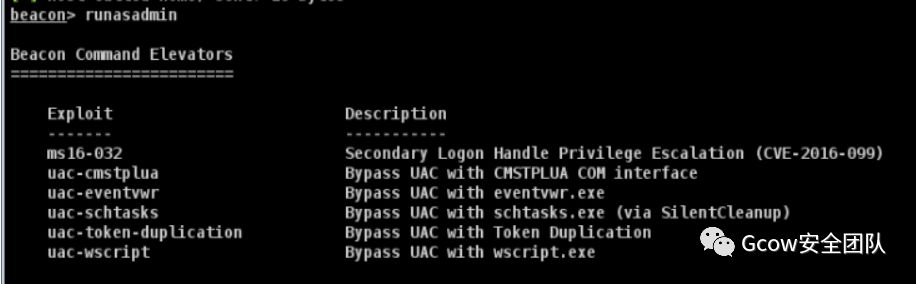 beacon> runasadmin
Beacon Command Elevators
========================
Exploit Description
------- -----------
ms16-032 Secondary Logon Handle Privilege Escalation (CVE-2016-099)
uac-cmstplua Bypass UAC with CMSTPLUA COM interface
uac-eventvwr Bypass UAC with eventvwr.exe
uac-schtasks Bypass UAC with schtasks.exe (via SilentCleanup)
uac-token-duplication Bypass UAC with Token Duplication
uac-wscript Bypass UAC with wscript.exe
Gcow安全团队